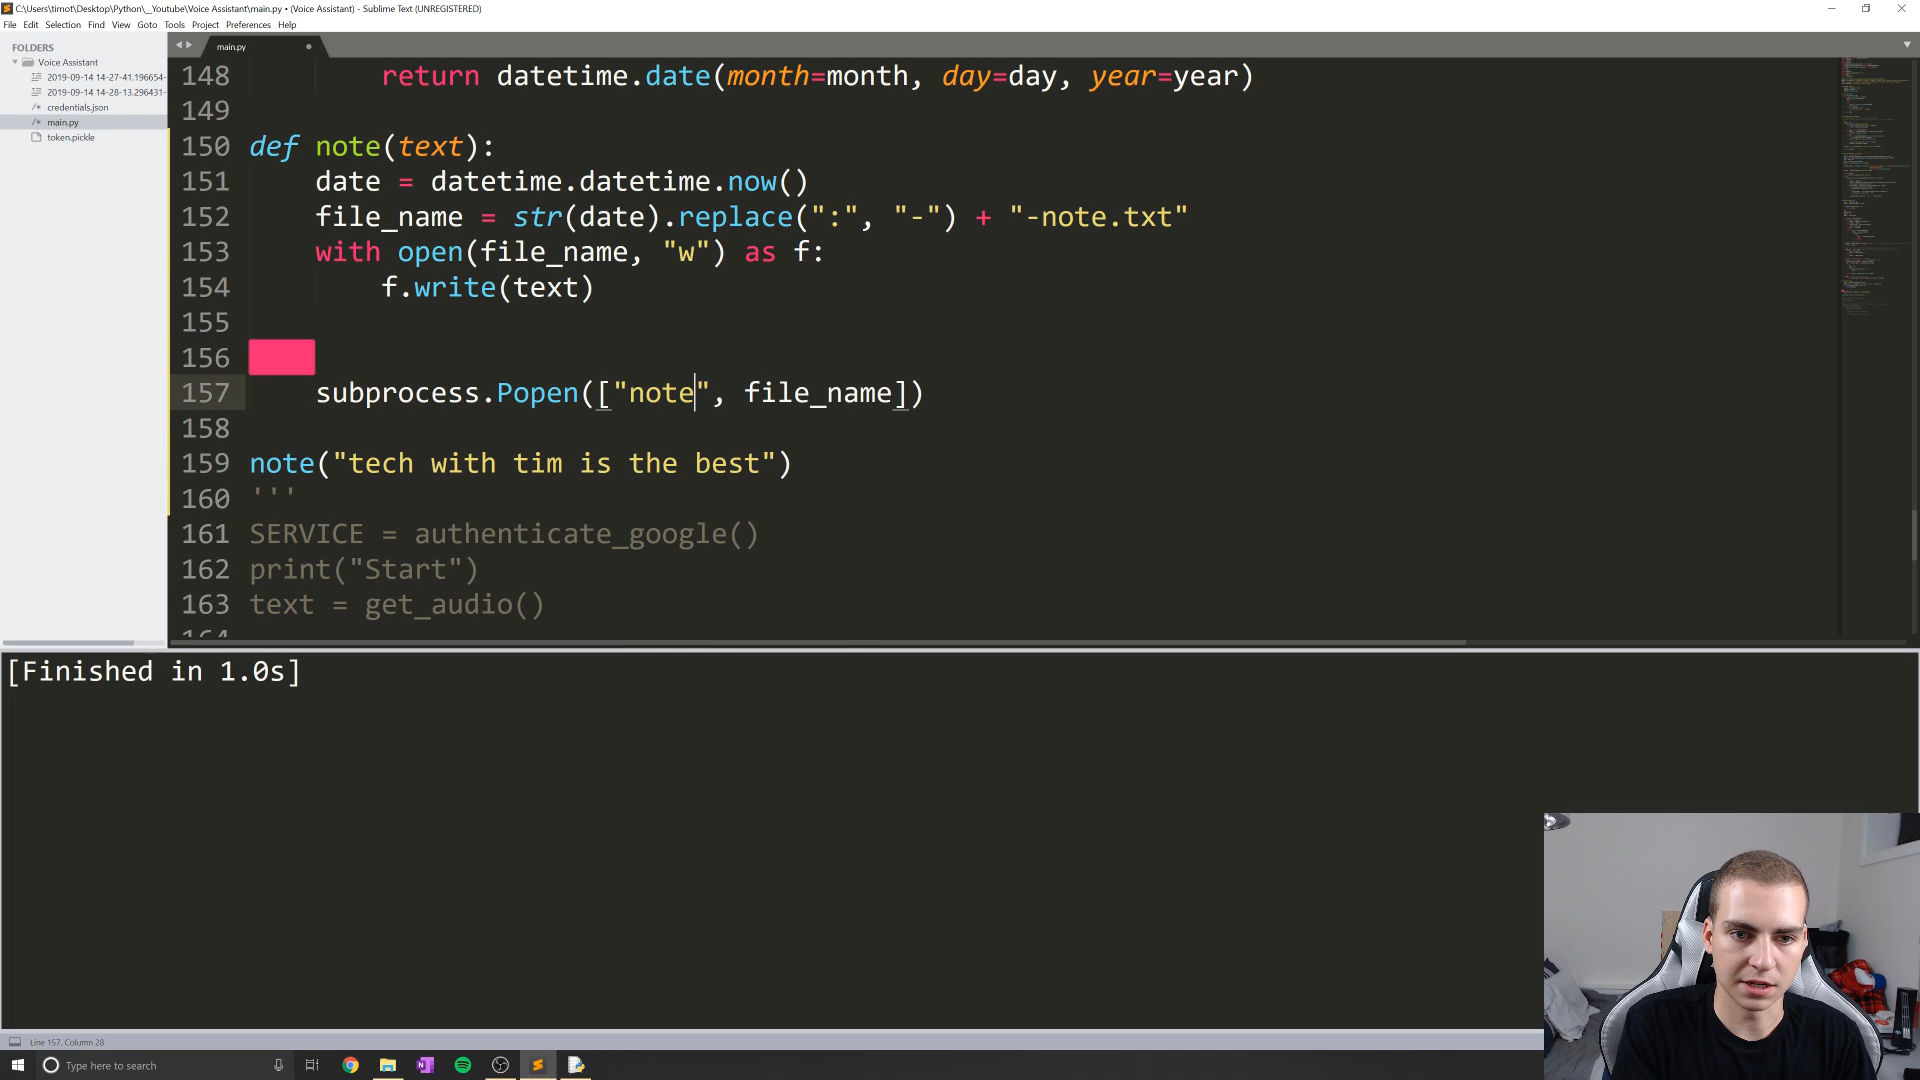 C:\Users\timot\Desktop\Python\__Youtube\Voice Assistant\main.py • (Voice Assistant) - Sublime Text (UNREGISTERED)
File Edit Selection Find View Goto Tools Project Preferences Help
FOLDERS
Voice Assistant
2019-09-14 14-27-41.196654-
2019-09-14 14-28-13.296431-
credentials.json
main.py
token.pickle
main.py
148 return datetime.date(month=month, day=day, year=year)
149
150 def note(text):
151 date = datetime.datetime.now()
152 file_name = str(date).replace(":", "-") + "-note.txt"
153 with open(file_name, "w") as f:
154 f.write(text)
155
156
157 subprocess.Popen(["note", file_name])
158
159 note("tech with tim is the best")
160 '''
161 SERVICE = authenticate_google()
162 print("Start")
163 text = get_audio()
164
[Finished in 1.0s]
Line 157, Column 28
Type here to search